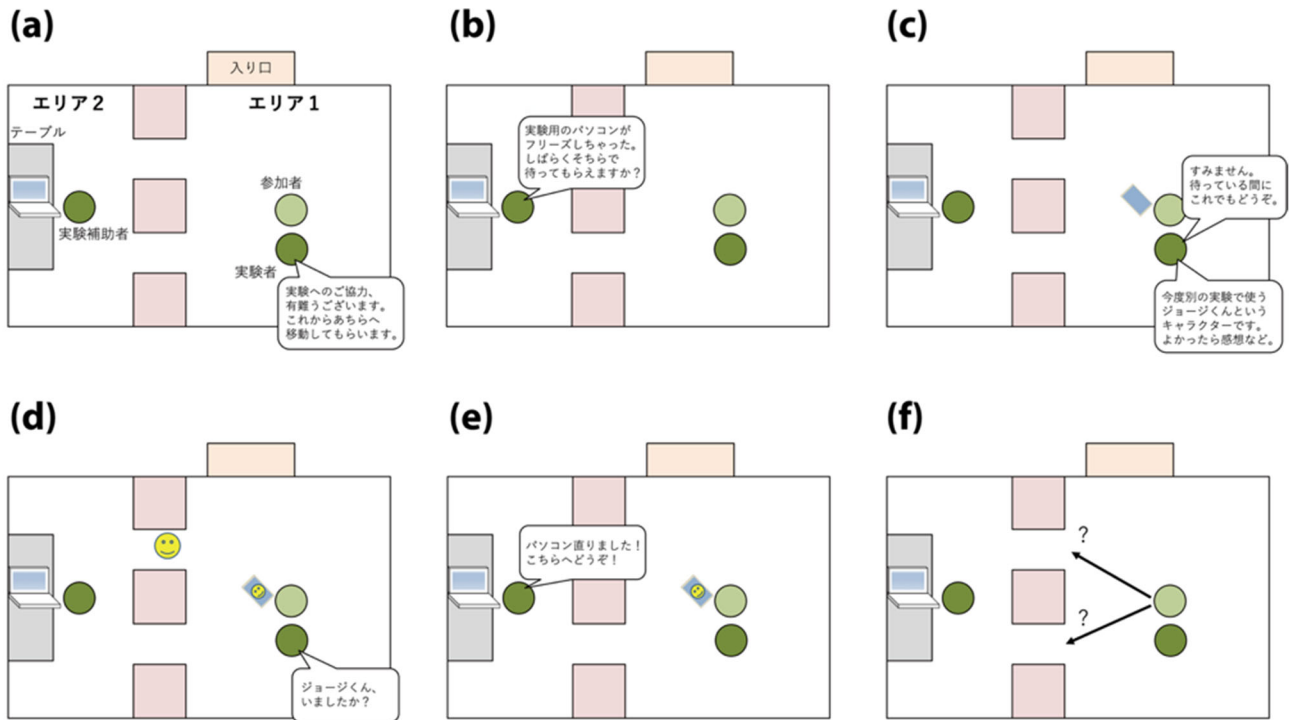 (a)
入り口
エリア2
エリア1
テーブル
参加者
実験補助者
実験者
実験へのご協力、
有難うございます。
これからあちらへ
移動してもらいます。
(b)
実験用のパソコンが
フリーズしちゃった。
しばらくそちらで
待ってもらえますか？
(c)
すみません。
待っている間に
これでもどうぞ。
今度別の実験で使う
ジョージくんという
キャラクターです。
よかったら感想など。
(d)
ジョージくん、
いましたか？
(e)
パソコン直りました！
こちらへどうぞ！
(f)
?
?